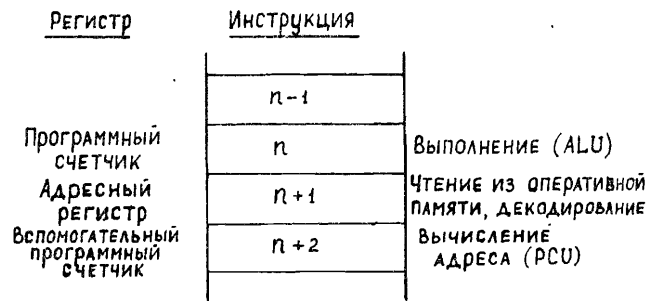 Регистр Инструкция
n-1
Программный счетчик n Выполнение (ALU)
Адресный регистр n+1 Чтение из оперативной памяти, декодирование
Вспомогательный программный счетчик n+2 Вычисление адреса (PCU)